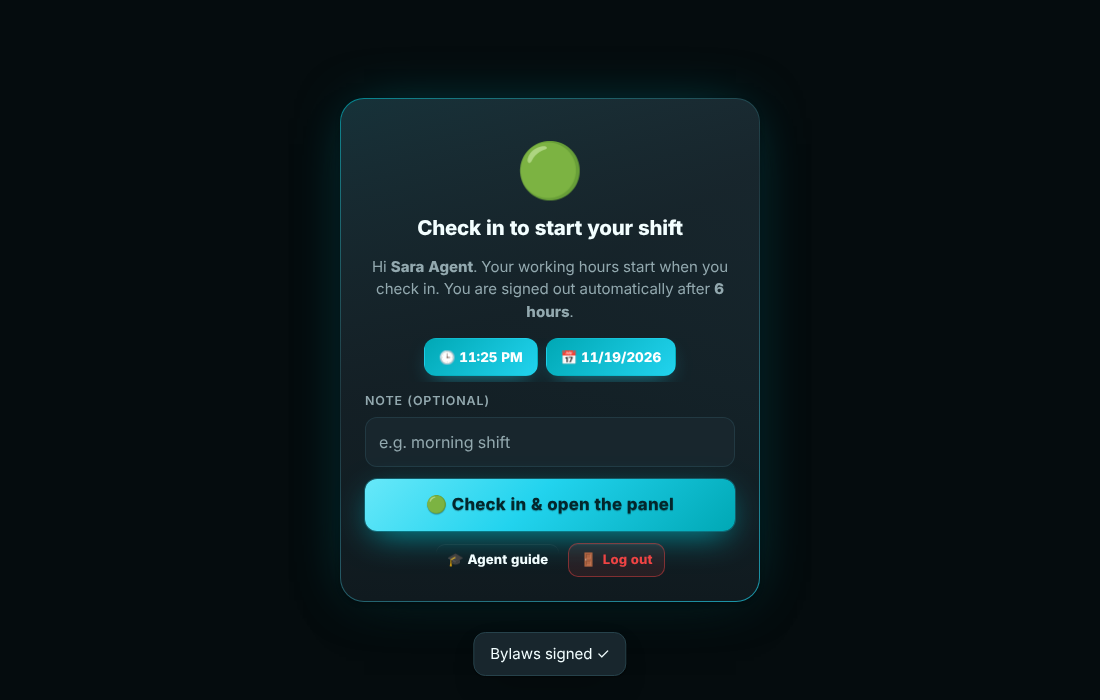 Check in to start your shift
Hi Sara Agent. Your working hours start when you
check in. You are signed out automatically after 6
hours.
🕒 11:25 PM 📅 11/19/2026
NOTE (OPTIONAL)
e.g. morning shift
🟢 Check in & open the panel
🎓 Agent guide 🚪 Log out
Bylaws signed ✓